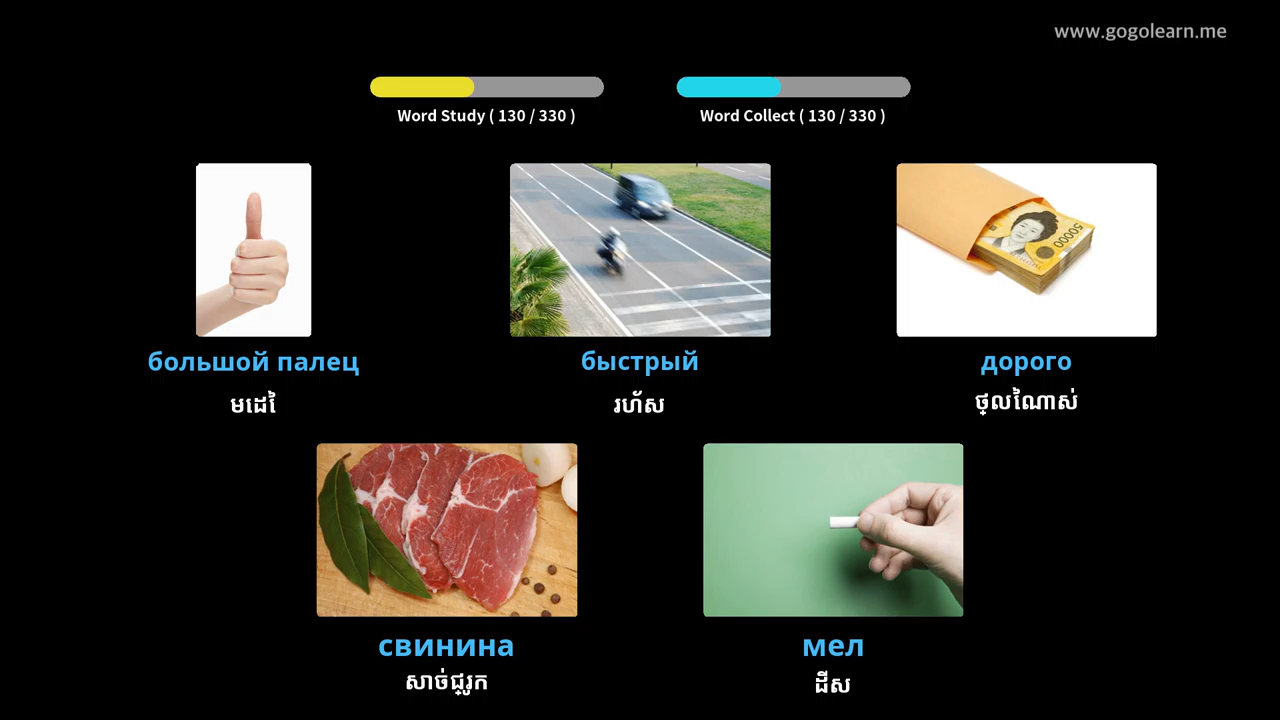 www.gogolearn.me
Word Study ( 130 / 330 )
Word Collect ( 130 / 330 )
большой палец
មដេៃ
быстрый
រហ័ស
дорого
ថ្លៃណាស់
свинина
សាច់ជ្រូក
мел
ដីស
50000